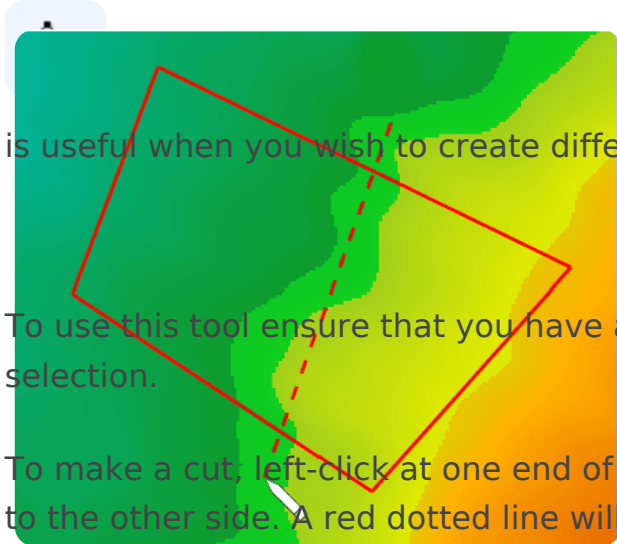 is useful when you wish to create diffe
To use this tool ensure that you have a
selection.
To make a cut, left-click at one end of
to the other side. A red dotted line wil